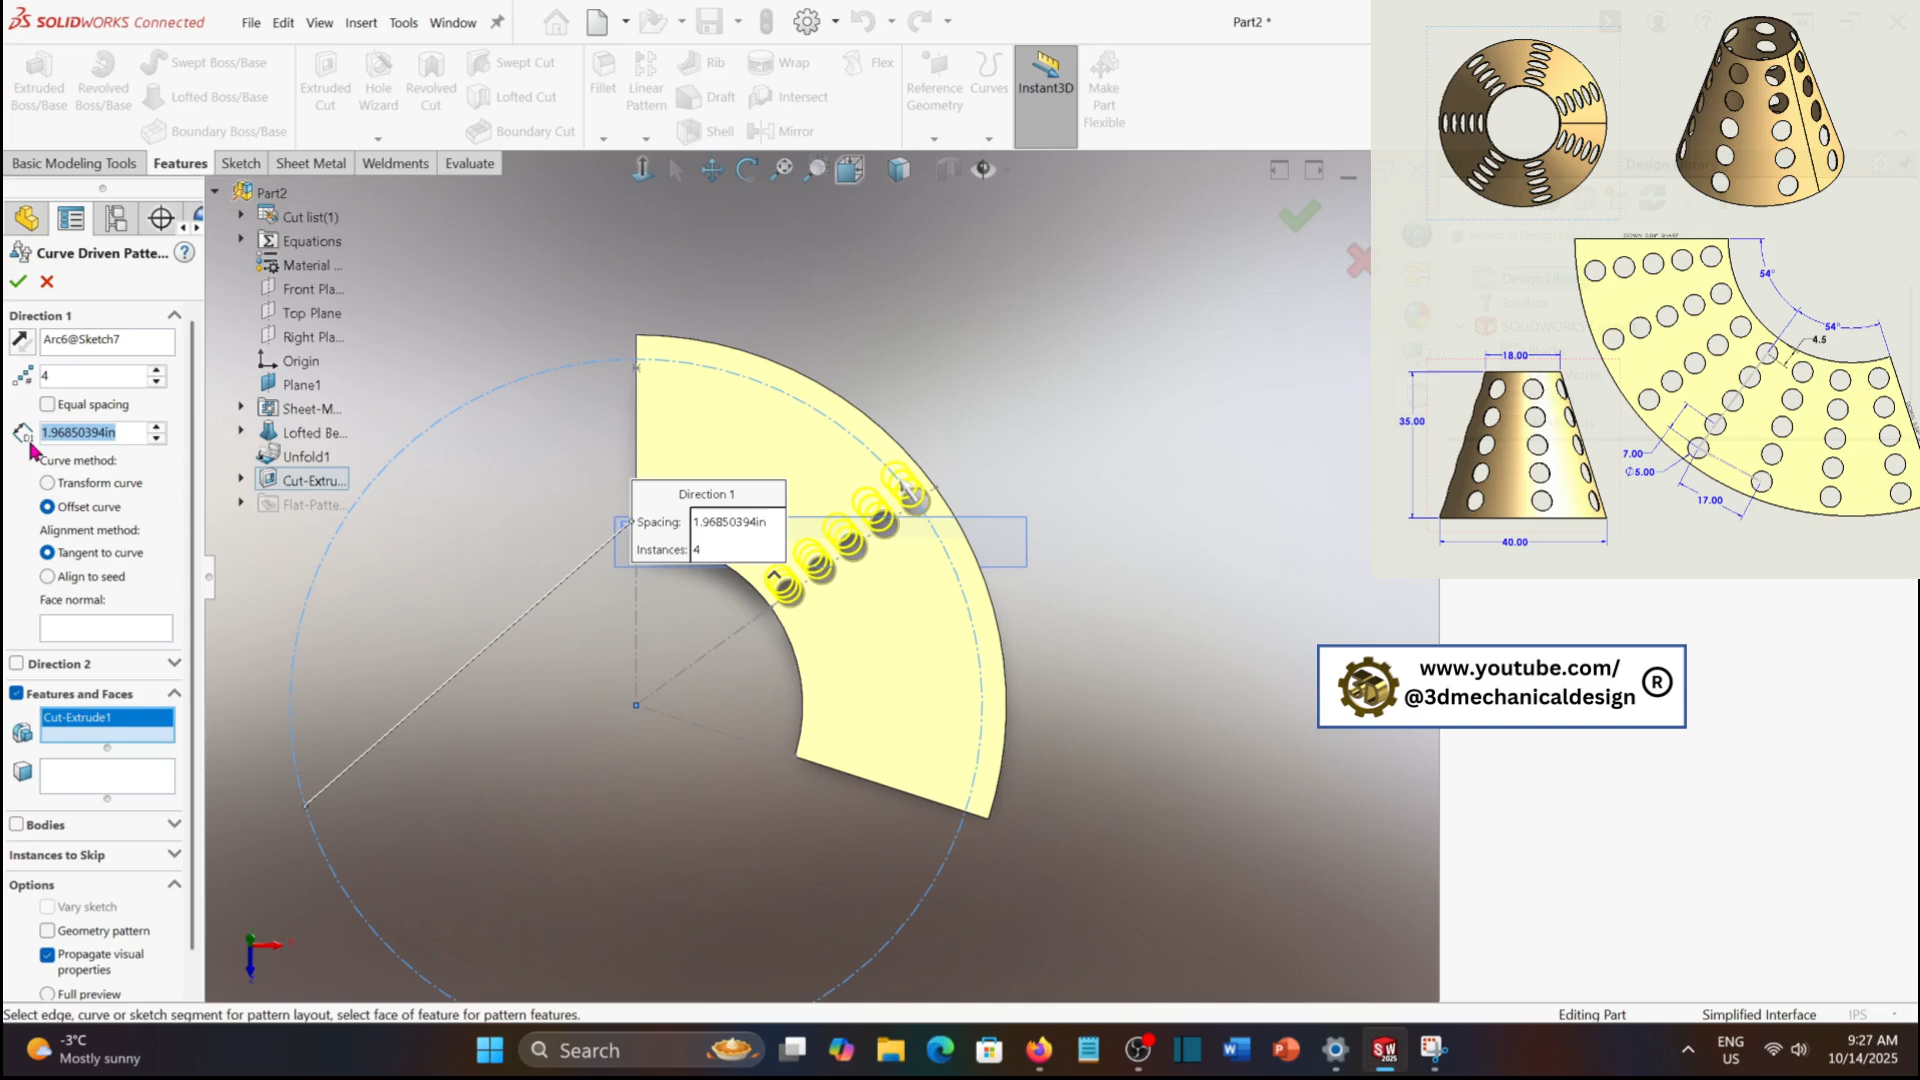 SOLIDWORKS Connected
File Edit View Insert Tools Window
Part2 *
Extruded Boss/Base
Revolved Boss/Base
Swept Boss/Base
Lofted Boss/Base
Boundary Boss/Base
Extruded Cut
Hole Wizard
Revolved Cut
Swept Cut
Lofted Cut
Boundary Cut
Fillet
Linear Pattern
Rib
Draft
Shell
Wrap
Intersect
Mirror
Flex
Reference Geometry
Curves
Instant3D
Make Part Flexible
Basic Modeling Tools Features Sketch Sheet Metal Weldments Evaluate
Curve Driven Patte...
Direction 1
Arc6@Sketch7
4
Equal spacing
1.96850394in
Curve method:
Transform curve
Offset curve
Alignment method:
Tangent to curve
Align to seed
Face normal:
Direction 2
Features and Faces
Cut-Extrude1
Bodies
Instances to Skip
Options
Vary sketch
Geometry pattern
Propagate visual
properties
Full preview
Part2
Cut list(1)
Equations
Material ...
Front Pla...
Top Plane
Right Pla...
Origin
Plane1
Sheet-M...
Lofted Be...
Unfold1
Cut-Extru...
Flat-Patte...
Direction 1
Spacing: 1.96850394in
Instances: 4
54°
54°
4.5
18.00
35.00
7.00
∅5.00
17.00
40.00
www.youtube.com/
@3dmechanicaldesign
R
Select edge, curve or sketch segment for pattern layout, select face of feature for pattern features.
Editing Part
Simplified Interface
IPS
-3°C
Mostly sunny
Search
ENG
US
9:27 AM
10/14/2025